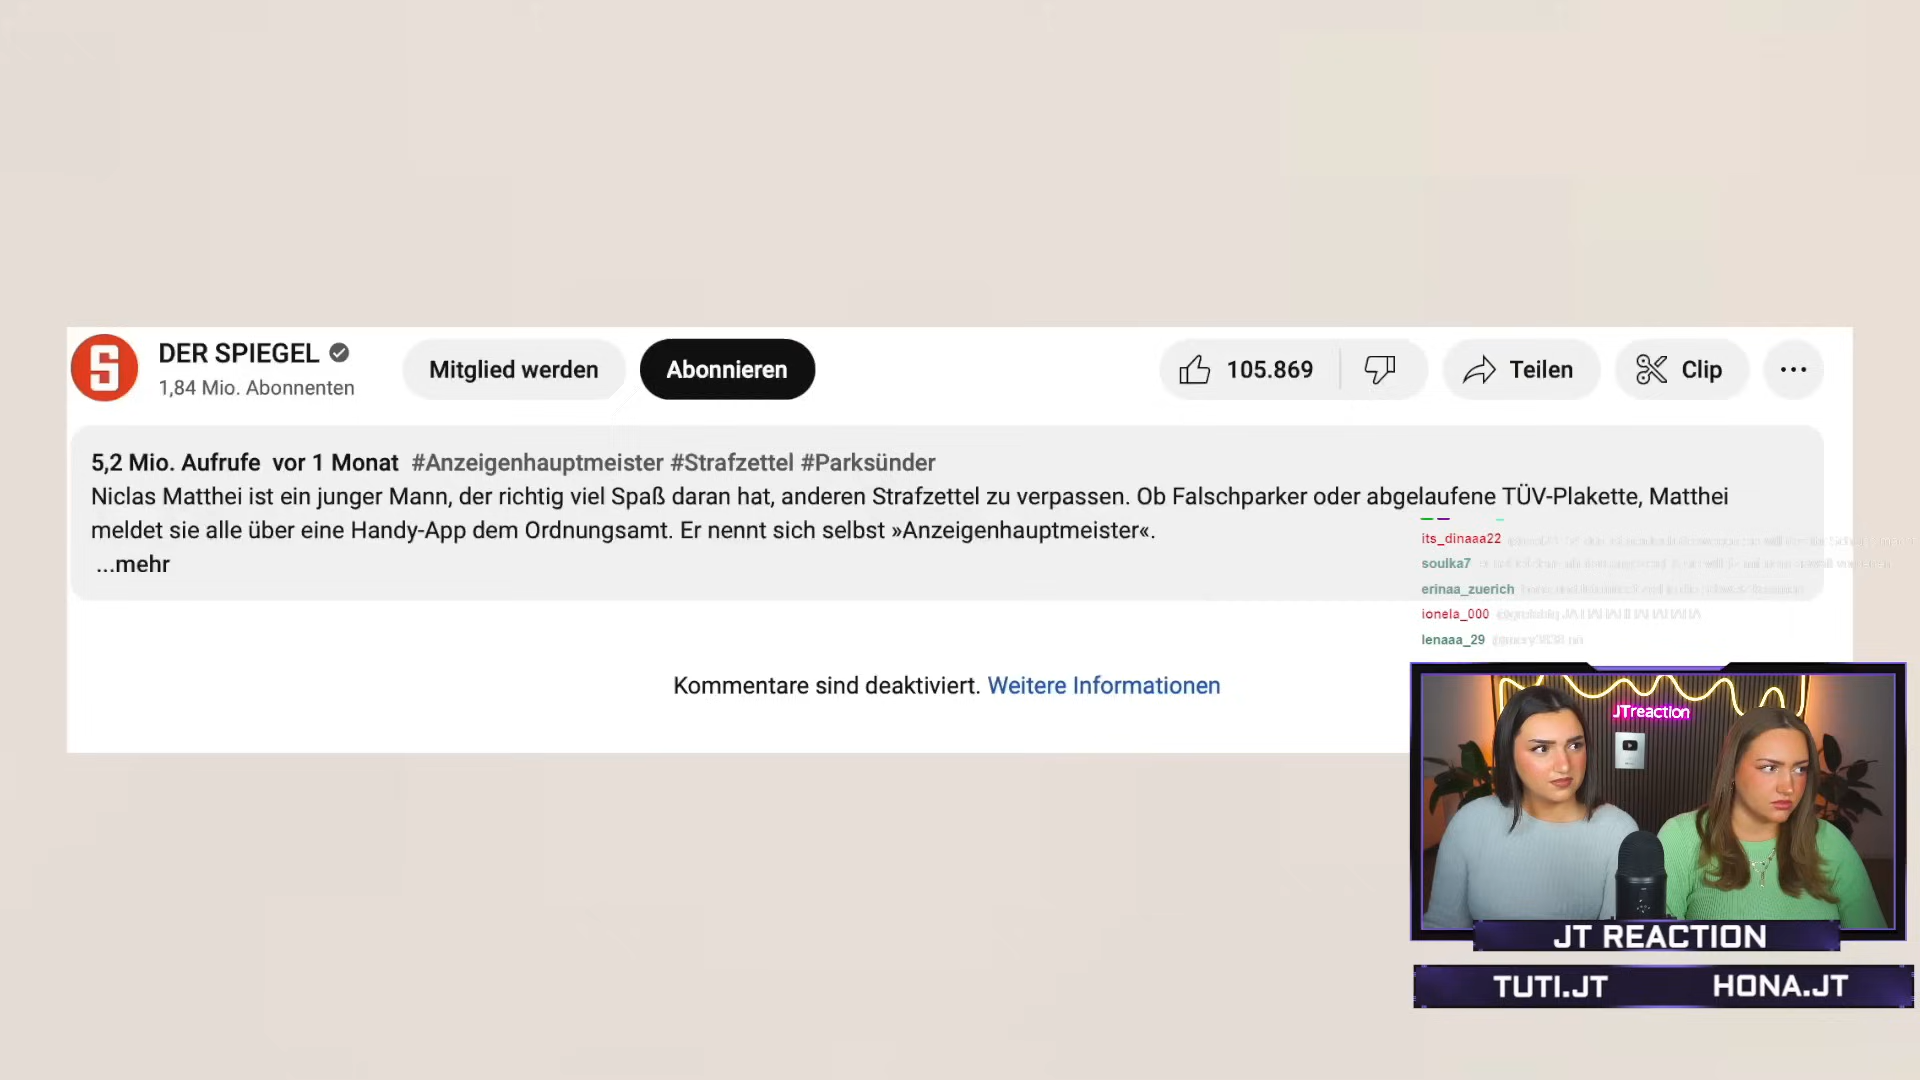 DER SPIEGEL
1,84 Mio. Abonnenten
Mitglied werden
Abonnieren
105.869
Teilen
Clip
5,2 Mio. Aufrufe vor 1 Monat #Anzeigenhauptmeister #Strafzettel #Parksünder
Niclas Matthei ist ein junger Mann, der richtig viel Spaß daran hat, anderen Strafzettel zu verpassen. Ob Falschparker oder abgelaufene TÜV-Plakette, Matthei
meldet sie alle über eine Handy-App dem Ordnungsamt. Er nennt sich selbst »Anzeigenhauptmeister«.
...mehr
its_dinaaa22
soulka7
erinaa_zuerich
ionela_000
lenaaa_29
Kommentare sind deaktiviert. Weitere Informationen
JTreaction
JT REACTION
TUTI.JT
HONA.JT